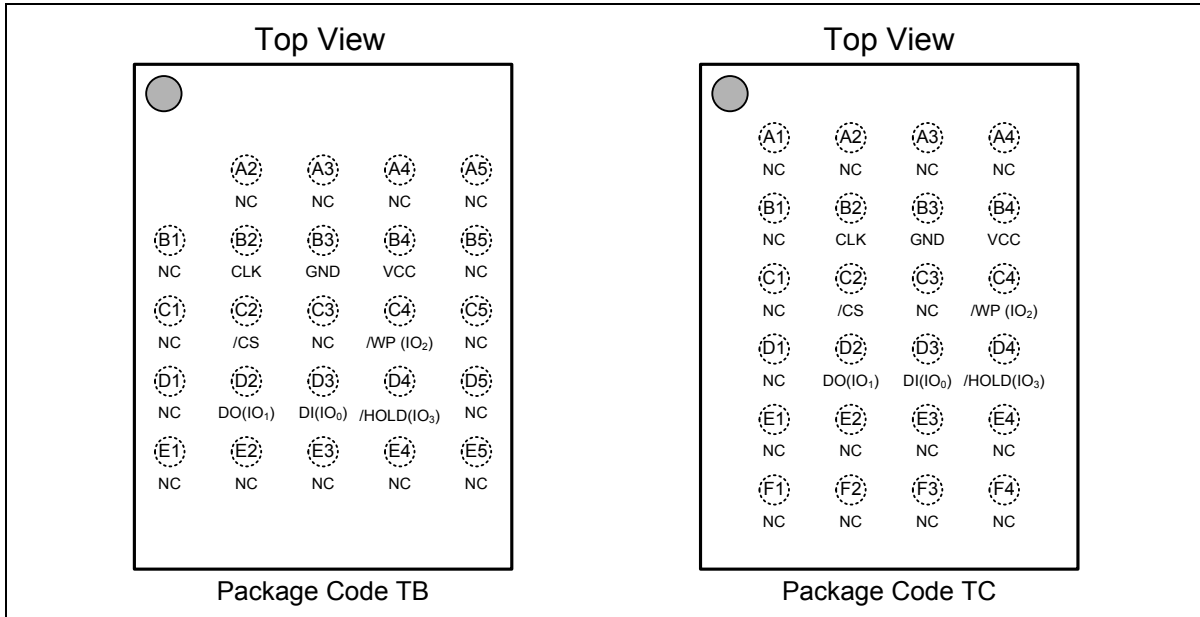 Top View
A2 A3 A4 A5
NC NC NC NC
B1 B2 B3 B4 B5
NC CLK GND VCC NC
C1 C2 C3 C4 C5
NC /CS NC /WP (IO₂) NC
D1 D2 D3 D4 D5
NC DO(IO₁) DI(IO₀) /HOLD(IO₃) NC
E1 E2 E3 E4 E5
NC NC NC NC NC
Package Code TB
Top View
A1 A2 A3 A4
NC NC NC NC
B1 B2 B3 B4
NC CLK GND VCC
C1 C2 C3 C4
NC /CS NC /WP (IO₂)
D1 D2 D3 D4
NC DO(IO₁) DI(IO₀) /HOLD(IO₃)
E1 E2 E3 E4
NC NC NC NC
F1 F2 F3 F4
NC NC NC NC
Package Code TC